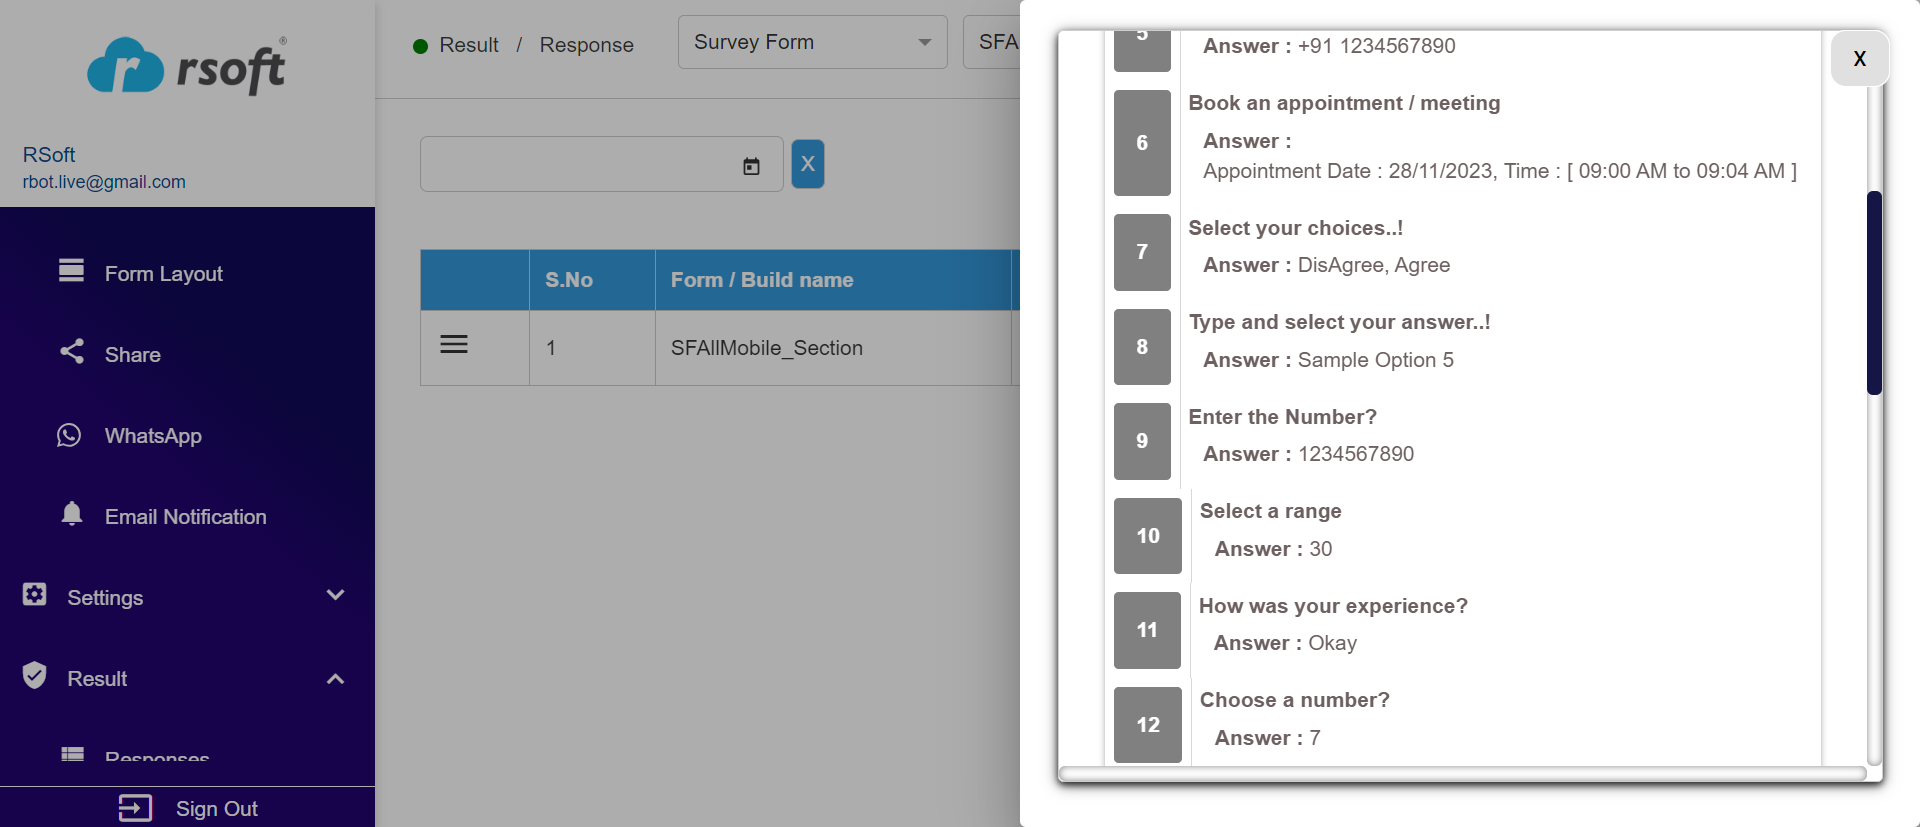 rsoft®
RSoft
rbot.live@gmail.com
Form Layout
Share
WhatsApp
Email Notification
Settings
Result
Responses
Sign Out
Result / Response
Survey Form
SFA
X
S.No
Form / Build name
1
SFAllMobile_Section
X
5
Answer : +91 1234567890
6
Book an appointment / meeting
Answer :
Appointment Date : 28/11/2023, Time : [ 09:00 AM to 09:04 AM ]
7
Select your choices..!
Answer : DisAgree, Agree
8
Type and select your answer..!
Answer : Sample Option 5
9
Enter the Number?
Answer : 1234567890
10
Select a range
Answer : 30
11
How was your experience?
Answer : Okay
12
Choose a number?
Answer : 7